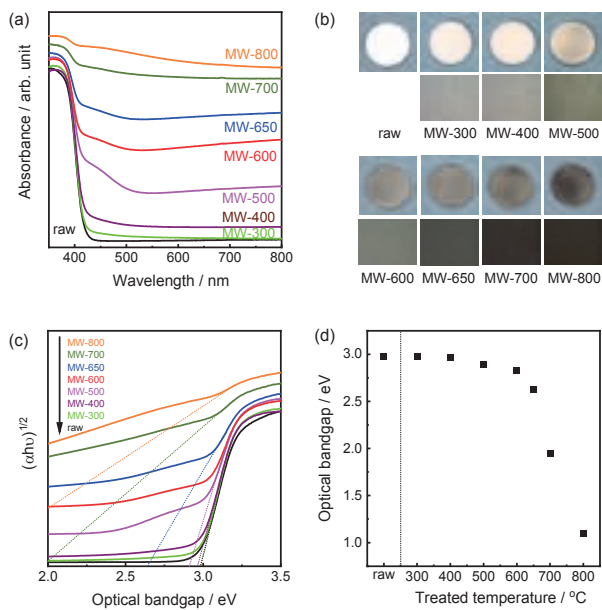 (a)
Absorbance / arb. unit
MW-800
MW-700
MW-650
MW-600
MW-500
MW-400
raw
MW-300
400 500 600 700 800
Wavelength / nm
(b)
raw MW-300 MW-400 MW-500
MW-600 MW-650 MW-700 MW-800
(c)
MW-800
MW-700
MW-650
MW-600
MW-500
MW-400
MW-300
raw
(αhυ)1/2
2.0 2.5 3.0 3.5
Optical bandgap / eV
(d)
Optical bandgap / eV
3.0
2.5
2.0
1.5
1.0
raw 300 400 500 600 700 800
Treated temperature / ºC